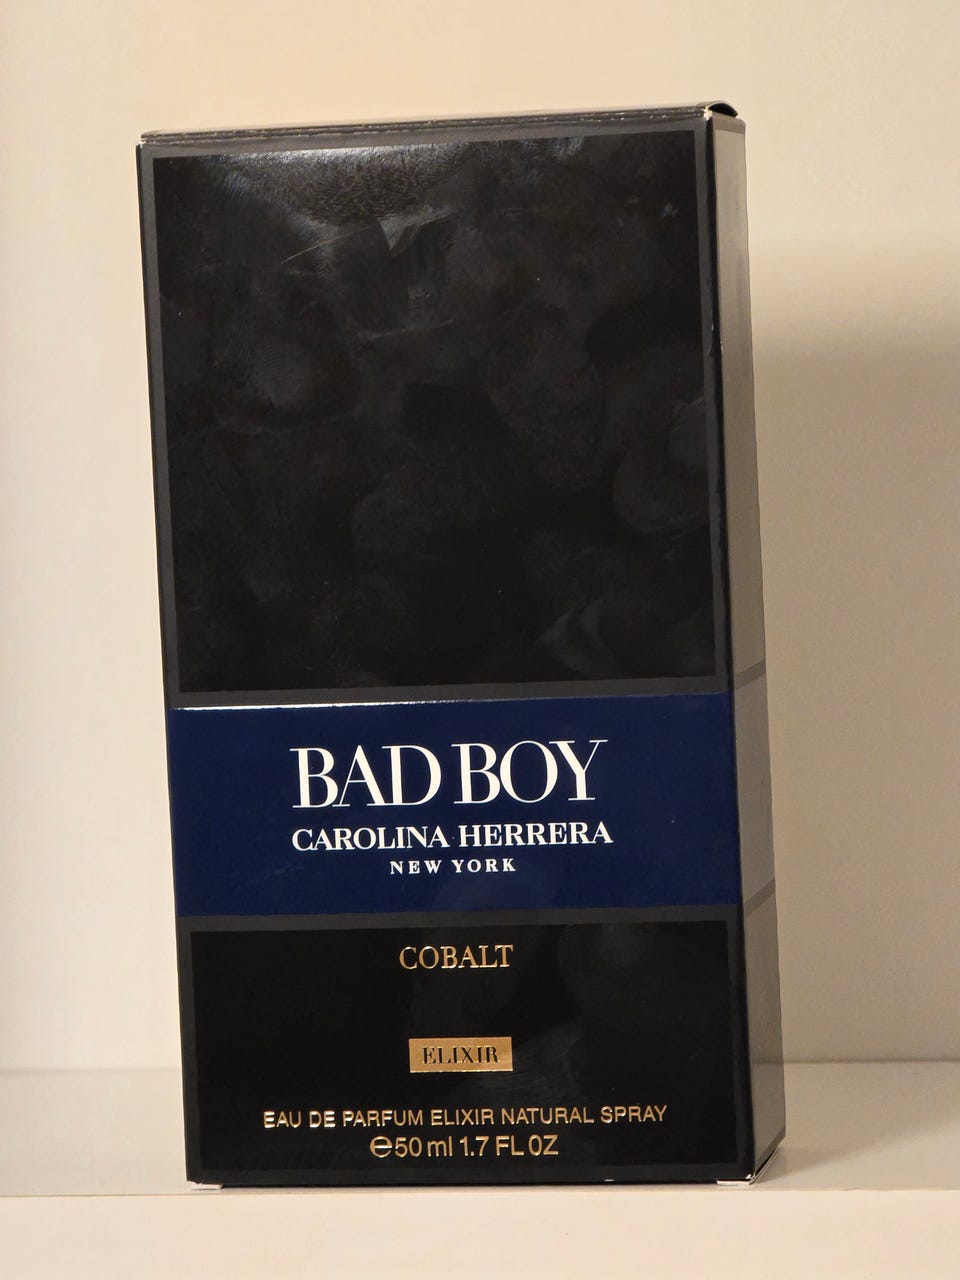 BAD BOY
CAROLINA HERRERA
NEW YORK
COBALT
ELIXIR
EAU DE PARFUM ELIXIR NATURAL SPRAY
℮50 ml 1.7 FL OZ